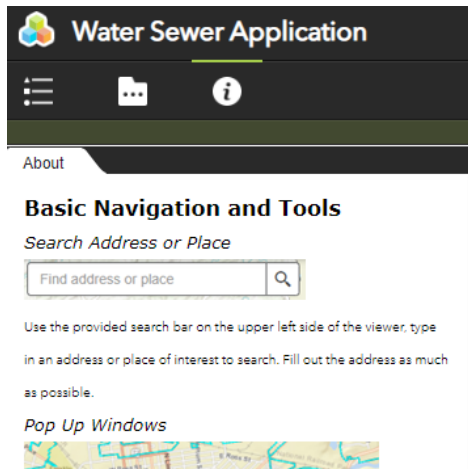 Water Sewer Application
About
Basic Navigation and Tools
Search Address or Place
Find address or place
Use the provided search bar on the upper left side of the viewer, type
in an address or place of interest to search. Fill out the address as much
as possible.
Pop Up Windows